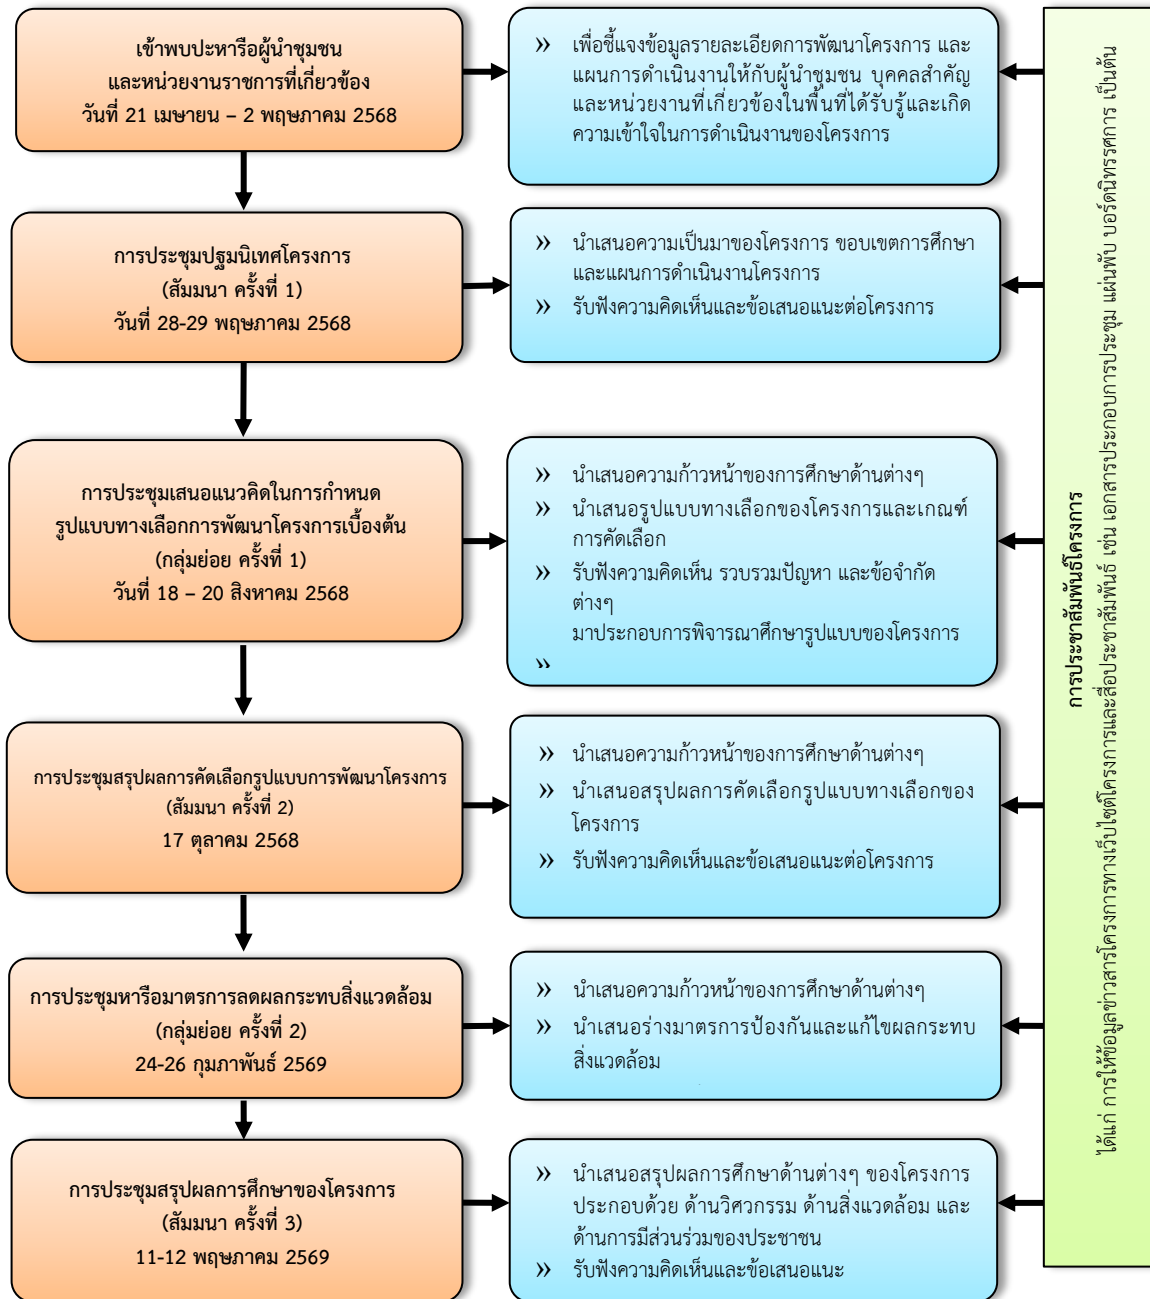 เข้าพบปะหารือผู้นำชุมชน
และหน่วยงานราชการที่เกี่ยวข้อง
วันที่ 21 เมษายน – 2 พฤษภาคม 2568
» เพื่อชี้แจงข้อมูลรายละเอียดการพัฒนาโครงการ และ
แผนการดำเนินงานให้กับผู้นำชุมชน บุคคลสำคัญ
และหน่วยงานที่เกี่ยวข้องในพื้นที่ได้รับรู้และเกิด
ความเข้าใจในการดำเนินงานของโครงการ
การประชุมปฐมนิเทศโครงการ
(สัมมนา ครั้งที่ 1)
วันที่ 28-29 พฤษภาคม 2568
» นำเสนอความเป็นมาของโครงการ ขอบเขตการศึกษา
และแผนการดำเนินงานโครงการ
» รับฟังความคิดเห็นและข้อเสนอแนะต่อโครงการ
การประชุมเสนอแนวคิดในการกำหนด
รูปแบบทางเลือกการพัฒนาโครงการเบื้องต้น
(กลุ่มย่อย ครั้งที่ 1)
วันที่ 18 – 20 สิงหาคม 2568
» นำเสนอความก้าวหน้าของการศึกษาด้านต่างๆ
» นำเสนอรูปแบบทางเลือกของโครงการและเกณฑ์
การคัดเลือก
» รับฟังความคิดเห็น รวบรวมปัญหา และข้อจำกัด
ต่างๆ
มาประกอบการพิจารณาศึกษารูปแบบของโครงการ
»
การประชุมสรุปผลการคัดเลือกรูปแบบการพัฒนาโครงการ
(สัมมนา ครั้งที่ 2)
17 ตุลาคม 2568
» นำเสนอความก้าวหน้าของการศึกษาด้านต่างๆ
» นำเสนอสรุปผลการคัดเลือกรูปแบบทางเลือกของ
โครงการ
» รับฟังความคิดเห็นและข้อเสนอแนะต่อโครงการ
การประชุมหารือมาตรการลดผลกระทบสิ่งแวดล้อม
(กลุ่มย่อย ครั้งที่ 2)
24-26 กุมภาพันธ์ 2569
» นำเสนอความก้าวหน้าของการศึกษาด้านต่างๆ
» นำเสนอร่างมาตรการป้องกันและแก้ไขผลกระทบ
สิ่งแวดล้อม
การประชุมสรุปผลการศึกษาของโครงการ
(สัมมนา ครั้งที่ 3)
11-12 พฤษภาคม 2569
» นำเสนอสรุปผลการศึกษาด้านต่างๆ ของโครงการ
ประกอบด้วย ด้านวิศวกรรม ด้านสิ่งแวดล้อม และ
ด้านการมีส่วนร่วมของประชาชน
» รับฟังความคิดเห็นและข้อเสนอแนะ
การประชาสัมพันธ์โครงการ
ได้แก่ การให้ข้อมูลข่าวสารโครงการทางเว็บไซต์โครงการและสื่อประชาสัมพันธ์ เช่น เอกสารประกอบการประชุม แผ่นพับ บอร์ดนิทรรศการ เป็นต้น